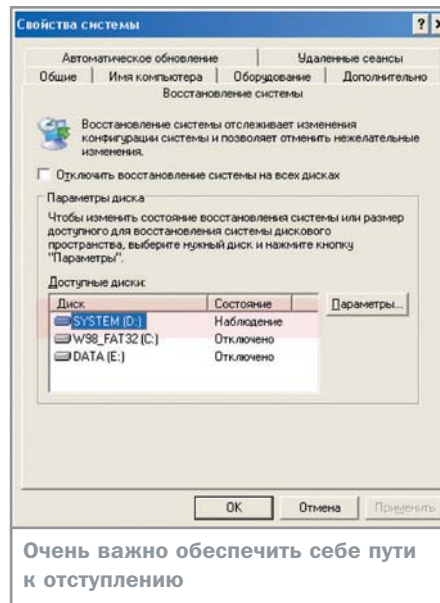 Свойства системы
Автоматическое обновление Удаленные сеансы
Общие Имя компьютера Оборудование Дополнительно
Восстановление системы
Восстановление системы отслеживает изменения
конфигурации системы и позволяет отменить нежелательные
изменения.
Отключить восстановление системы на всех дисках
Параметры диска
Чтобы изменить состояние восстановления системы или размер
доступного для восстановления системы дискового
пространства, выберите нужный диск и нажмите кнопку
"Параметры".
Доступные диски:
Диск Состояние Параметры...
SYSTEM (D:) Наблюдение
W98_FAT32 (C:) Отключено
DATA (E:) Отключено
OK Отмена Применить
Очень важно обеспечить себе пути
к отступлению